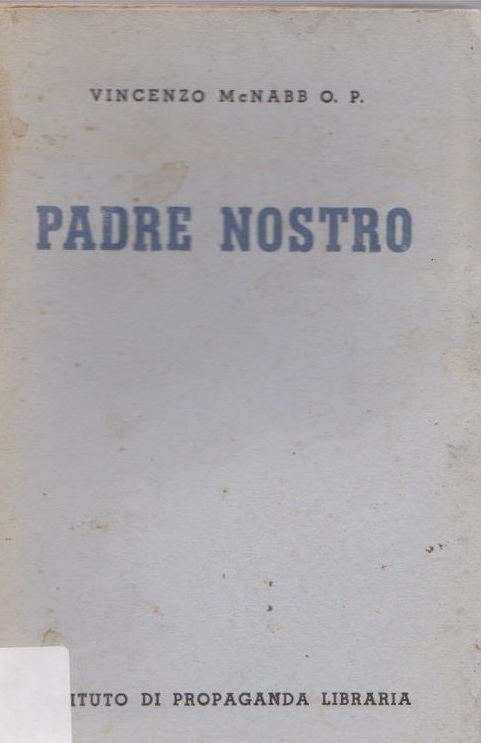 VINCENZO McNABB O. P.
PADRE NOSTRO
ITUTO DI PROPAGANDA LIBRARIA